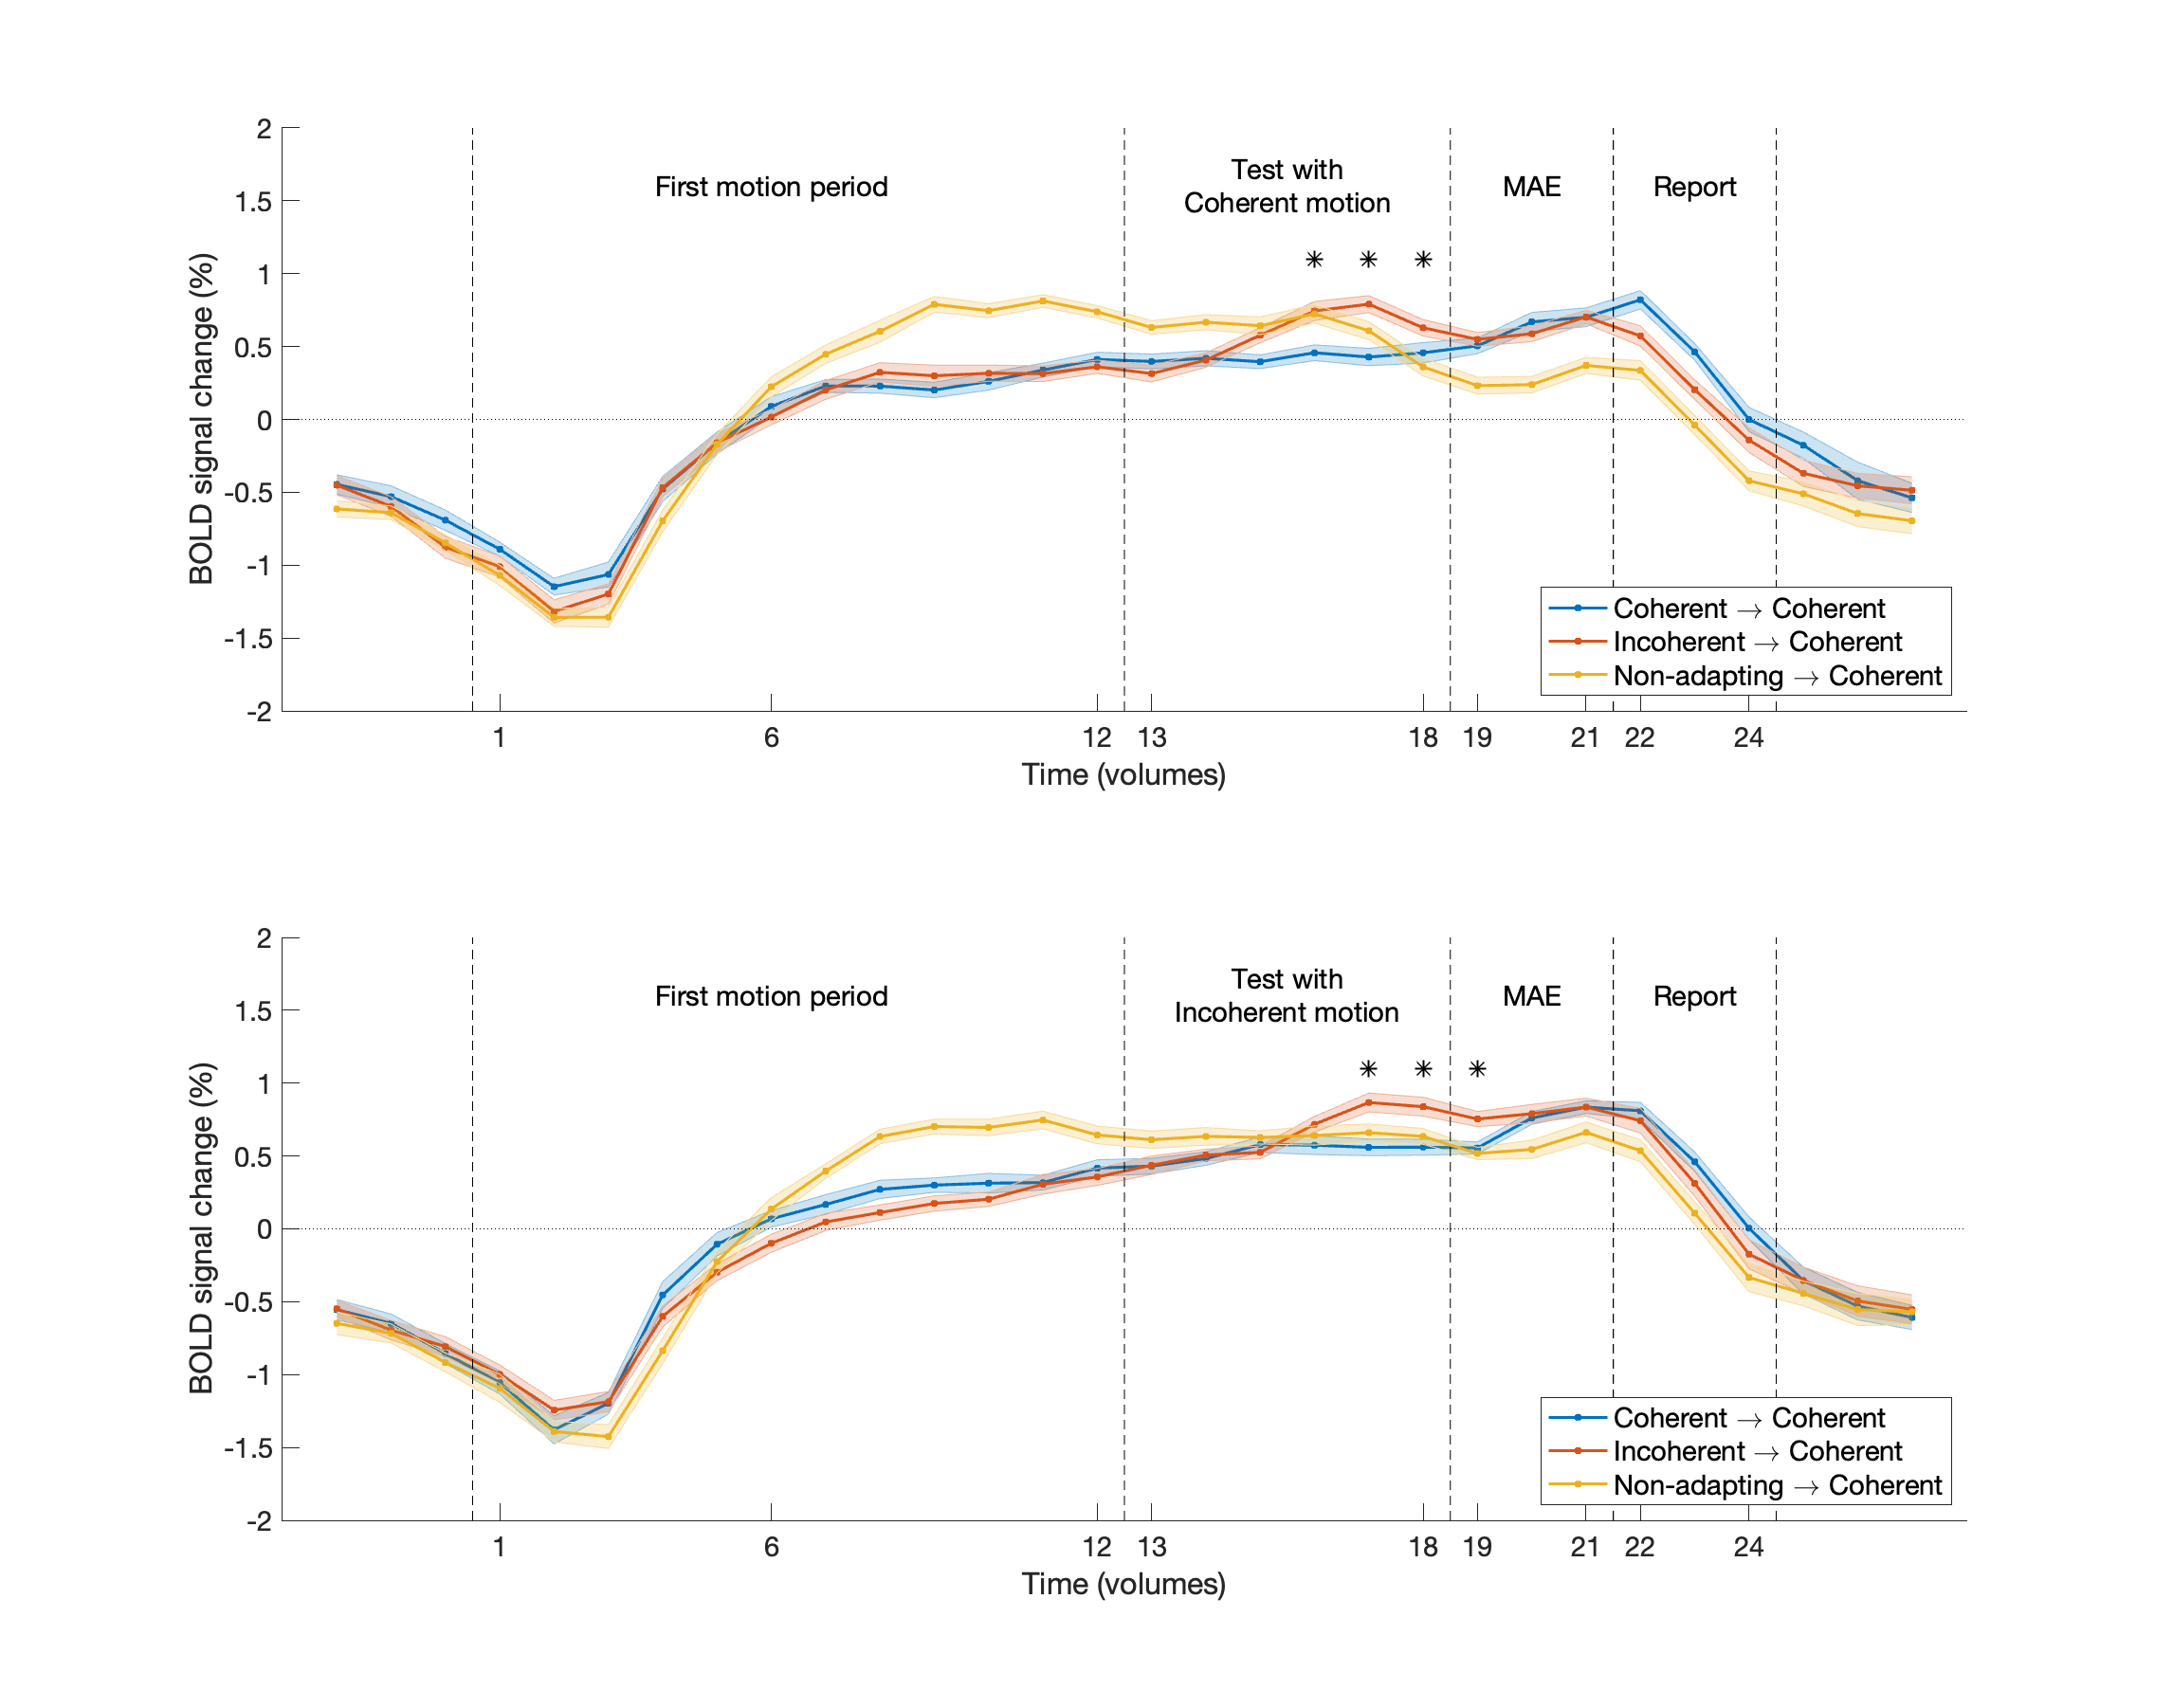 2
1.5
1
0.5
0
-0.5
-1
-1.5
-2
BOLD signal change (%)
First motion period
Test with
Coherent motion
MAE
Report
✳ ✳ ✳
Coherent → Coherent
Incoherent → Coherent
Non-adapting → Coherent
1 6 12 13 18 19 21 22 24
Time (volumes)
2
1.5
1
0.5
0
-0.5
-1
-1.5
-2
BOLD signal change (%)
First motion period
Test with
Incoherent motion
MAE
Report
✳ ✳ ✳
Coherent → Coherent
Incoherent → Coherent
Non-adapting → Coherent
1 6 12 13 18 19 21 22 24
Time (volumes)